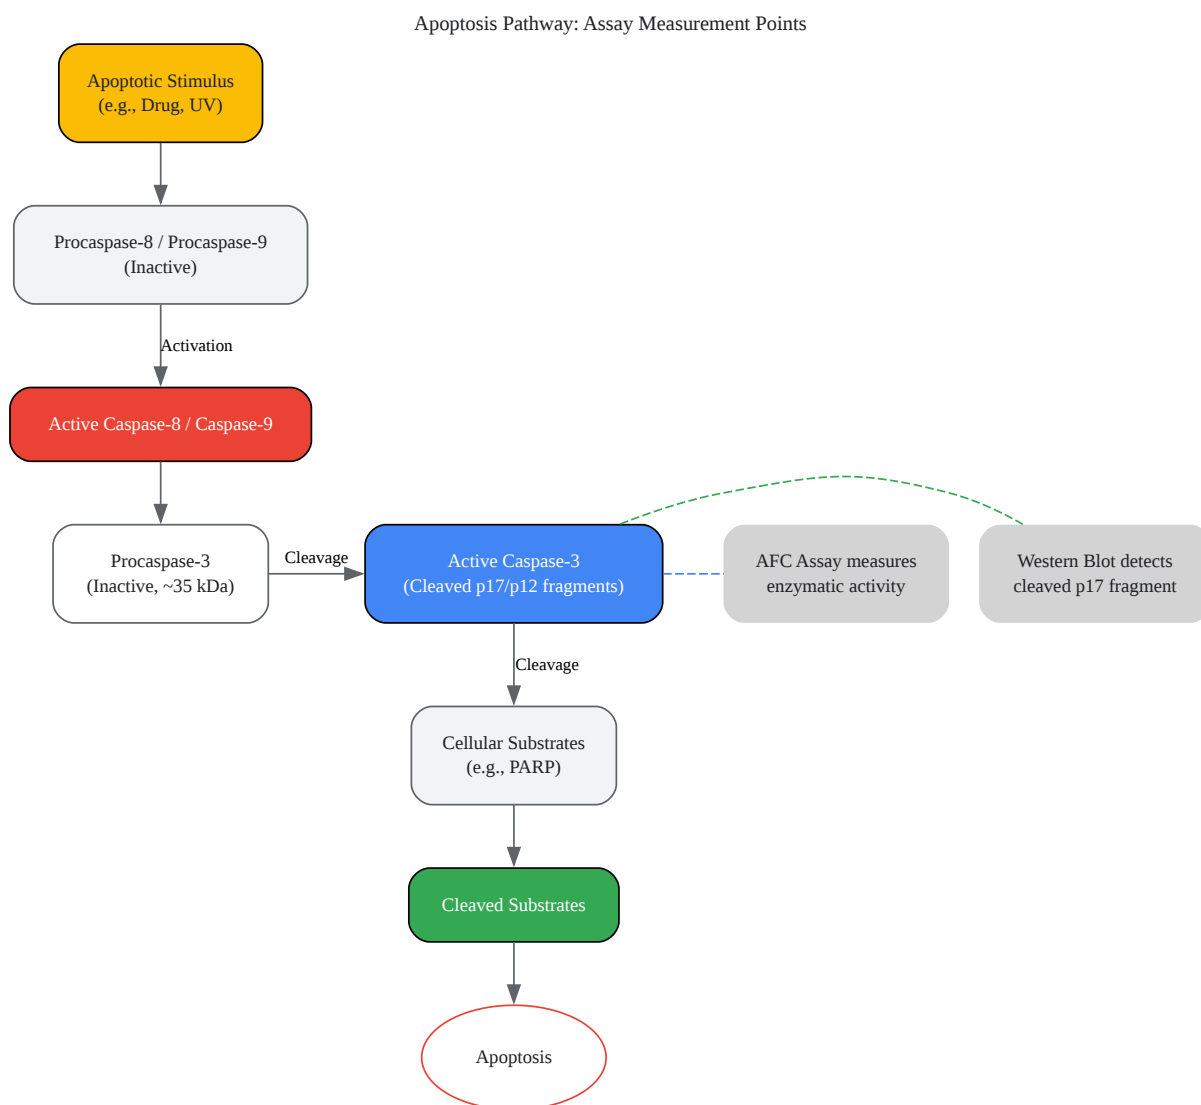 Apoptosis Pathway: Assay Measurement Points
Apoptotic Stimulus
(e.g., Drug, UV)
Procaspase-8 / Procaspase-9
(Inactive)
Activation
Active Caspase-8 / Caspase-9
Procaspase-3
(Inactive, ~35 kDa)
Cleavage
Active Caspase-3
(Cleaved p17/p12 fragments)
AFC Assay measures
enzymatic activity
Western Blot detects
cleaved p17 fragment
Cleavage
Cellular Substrates
(e.g., PARP)
Cleaved Substrates
Apoptosis